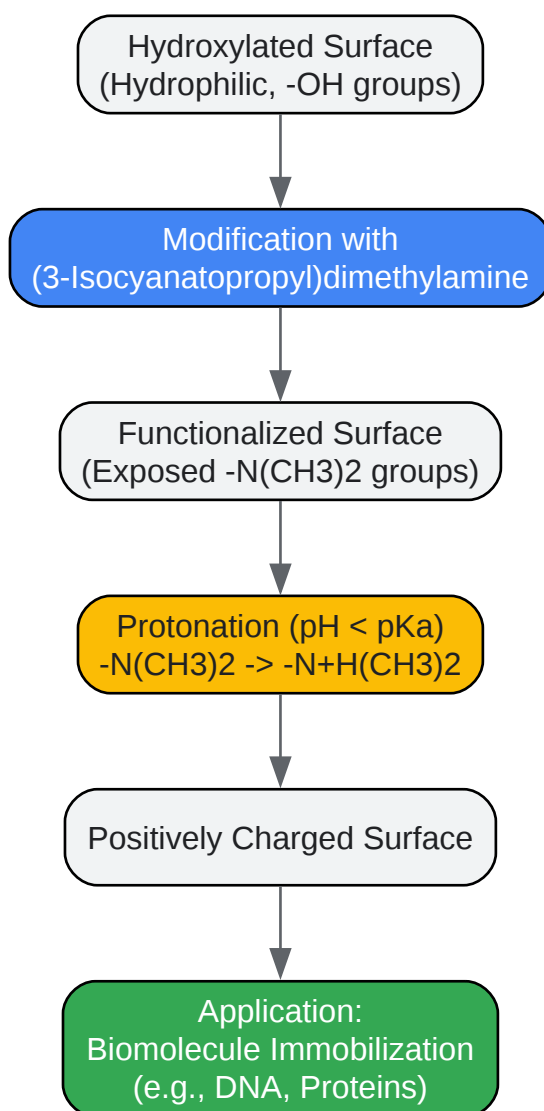 Hydroxylated Surface
(Hydrophilic, -OH groups)
Modification with
(3-Isocyanatopropyl)dimethylamine
Functionalized Surface
(Exposed -N(CH3)2 groups)
Protonation (pH < pKa)
-N(CH3)2 -> -N+H(CH3)2
Positively Charged Surface
Application:
Biomolecule Immobilization
(e.g., DNA, Proteins)